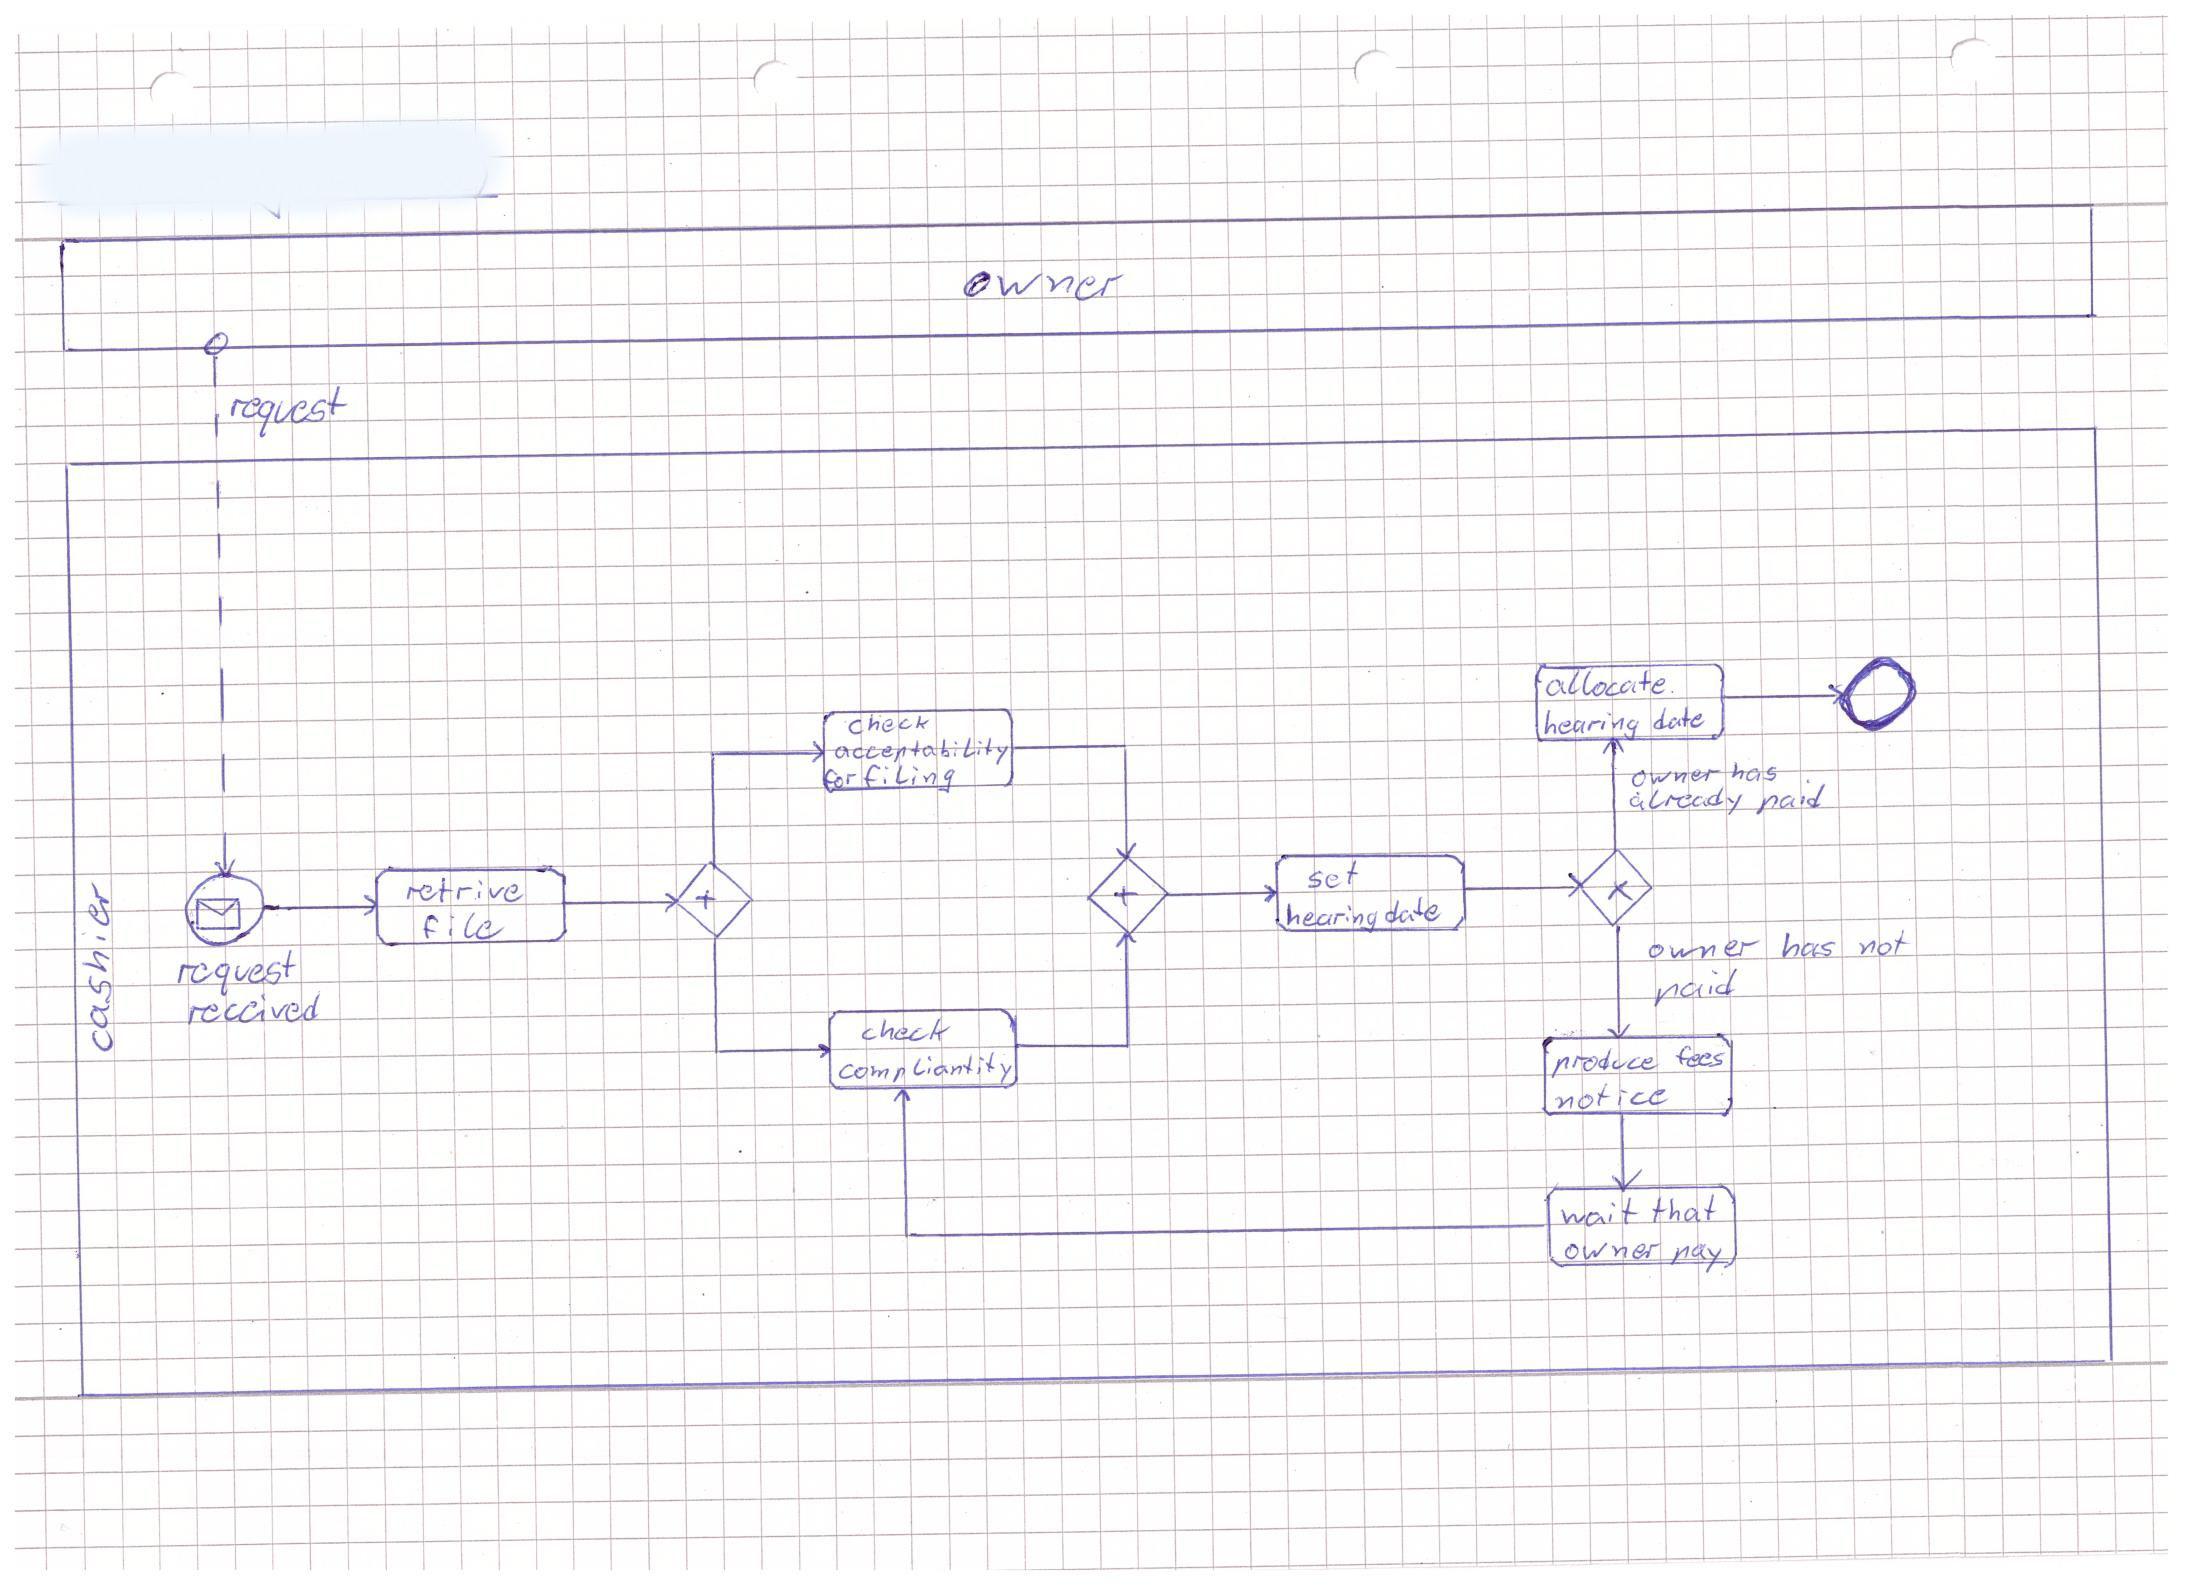 owner
request
cashier
request
received
retrive
file
check
acceptability
for filing
check
compliantity
set
hearing date
allocate
hearing date
owner has
already paid
owner has not
paid
produce fees
notice
wait that
owner pay